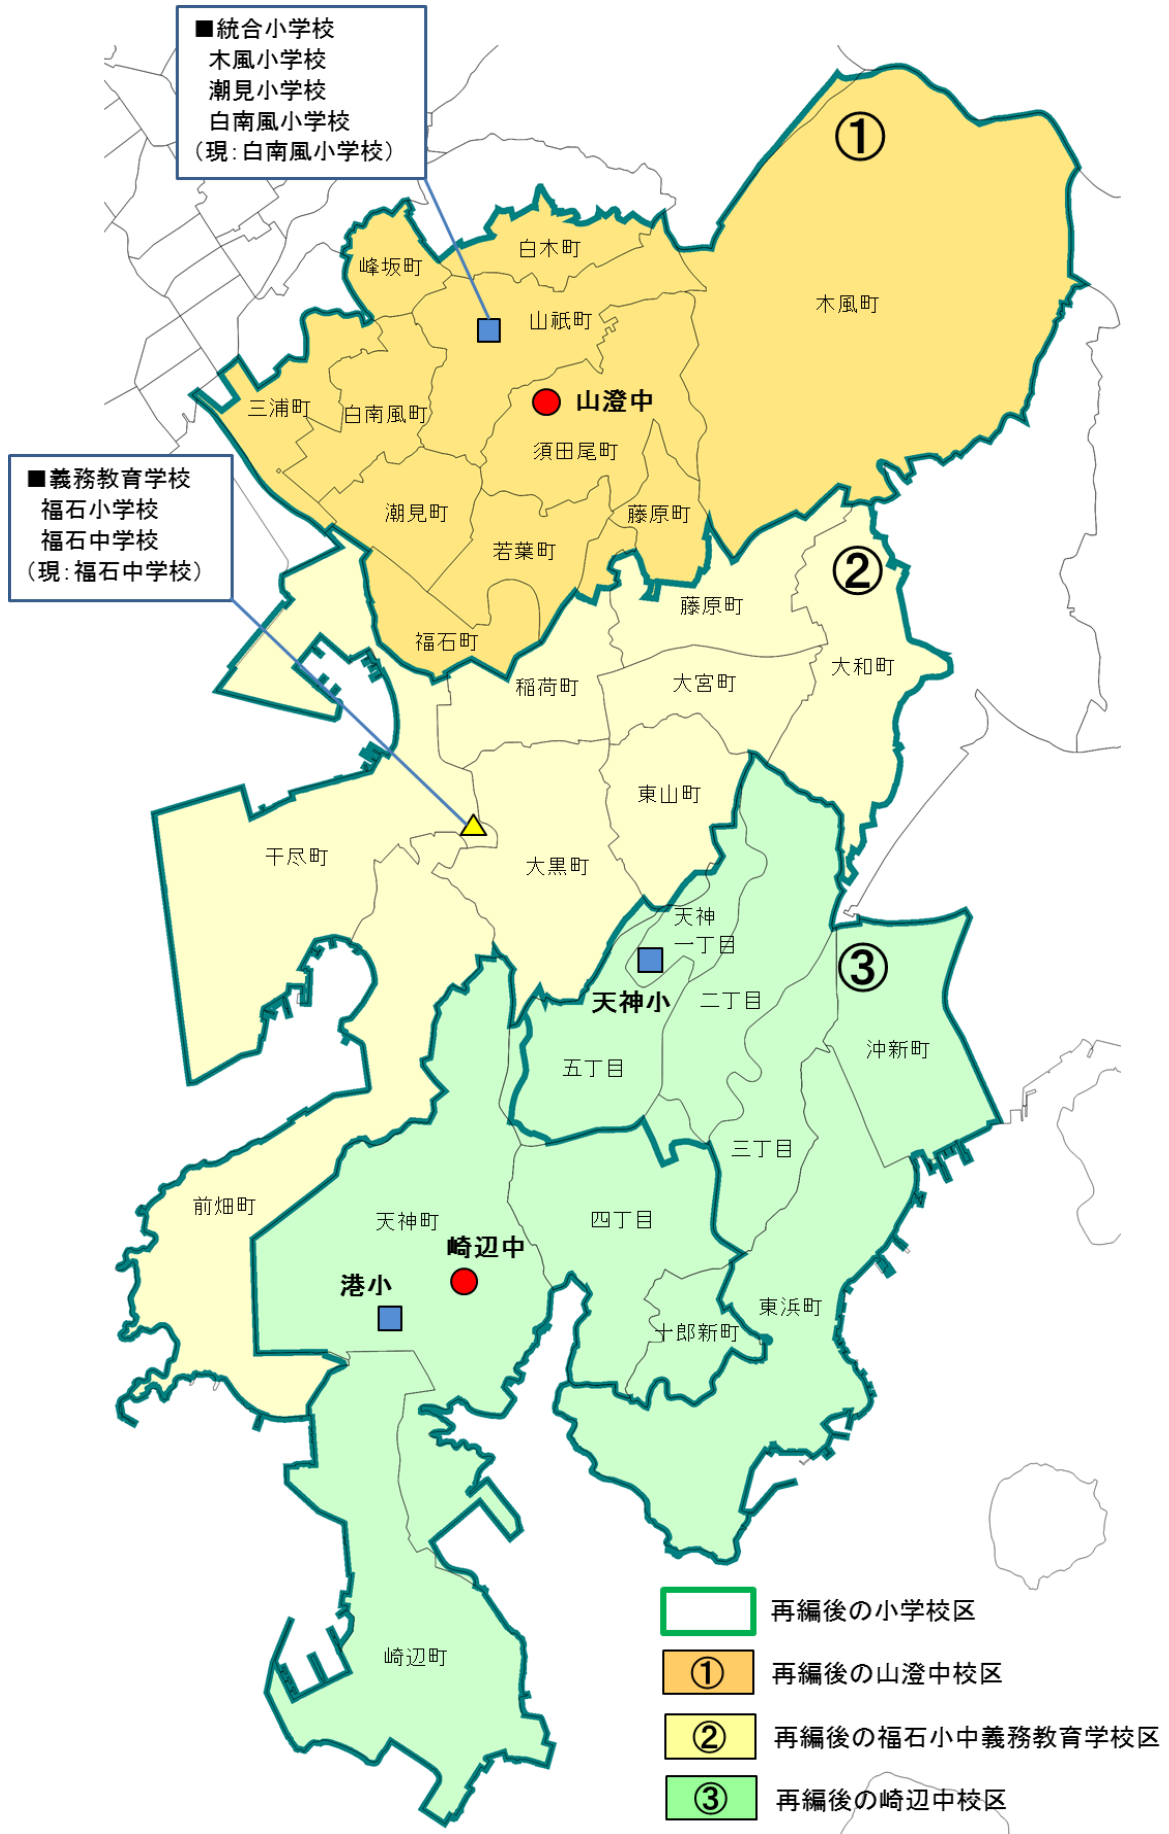 ■統合小学校
木風小学校
潮見小学校
白南風小学校
（現：白南風小学校）
①
白木町
峰坂町
木風町
山祇町
山澄中
三浦町
白南風町
須田尾町
■義務教育学校
福石小学校
福石中学校
（現：福石中学校）
潮見町
藤原町
若葉町
②
藤原町
福石町
大和町
稲荷町
大宮町
東山町
干尽町
大黒町
天神
一丁目
③
天神小
二丁目
沖新町
五丁目
三丁目
前畑町
天神町
四丁目
崎辺中
港小
東浜町
十郎新町
崎辺町
再編後の小学校区
① 再編後の山澄中校区
② 再編後の福石小中義務教育学校区
③ 再編後の崎辺中校区